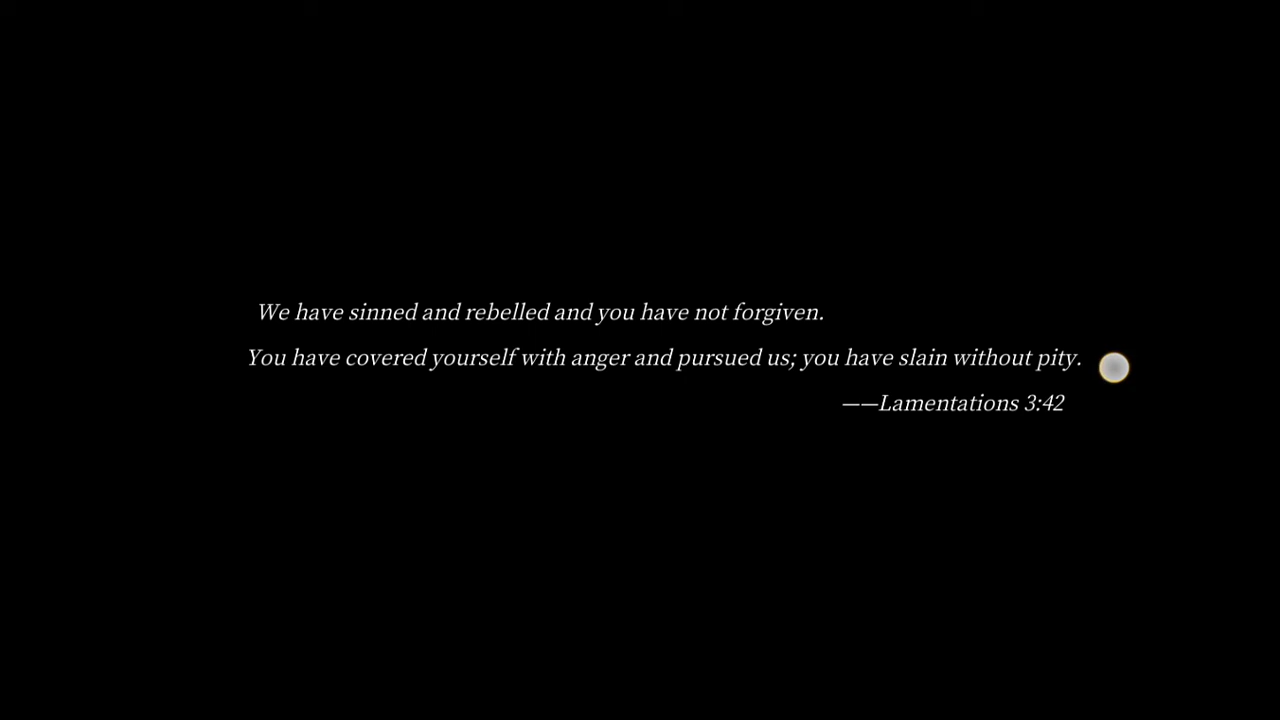 We have sinned and rebelled and you have not forgiven.
You have covered yourself with anger and pursued us; you have slain without pity.
——Lamentations 3:42